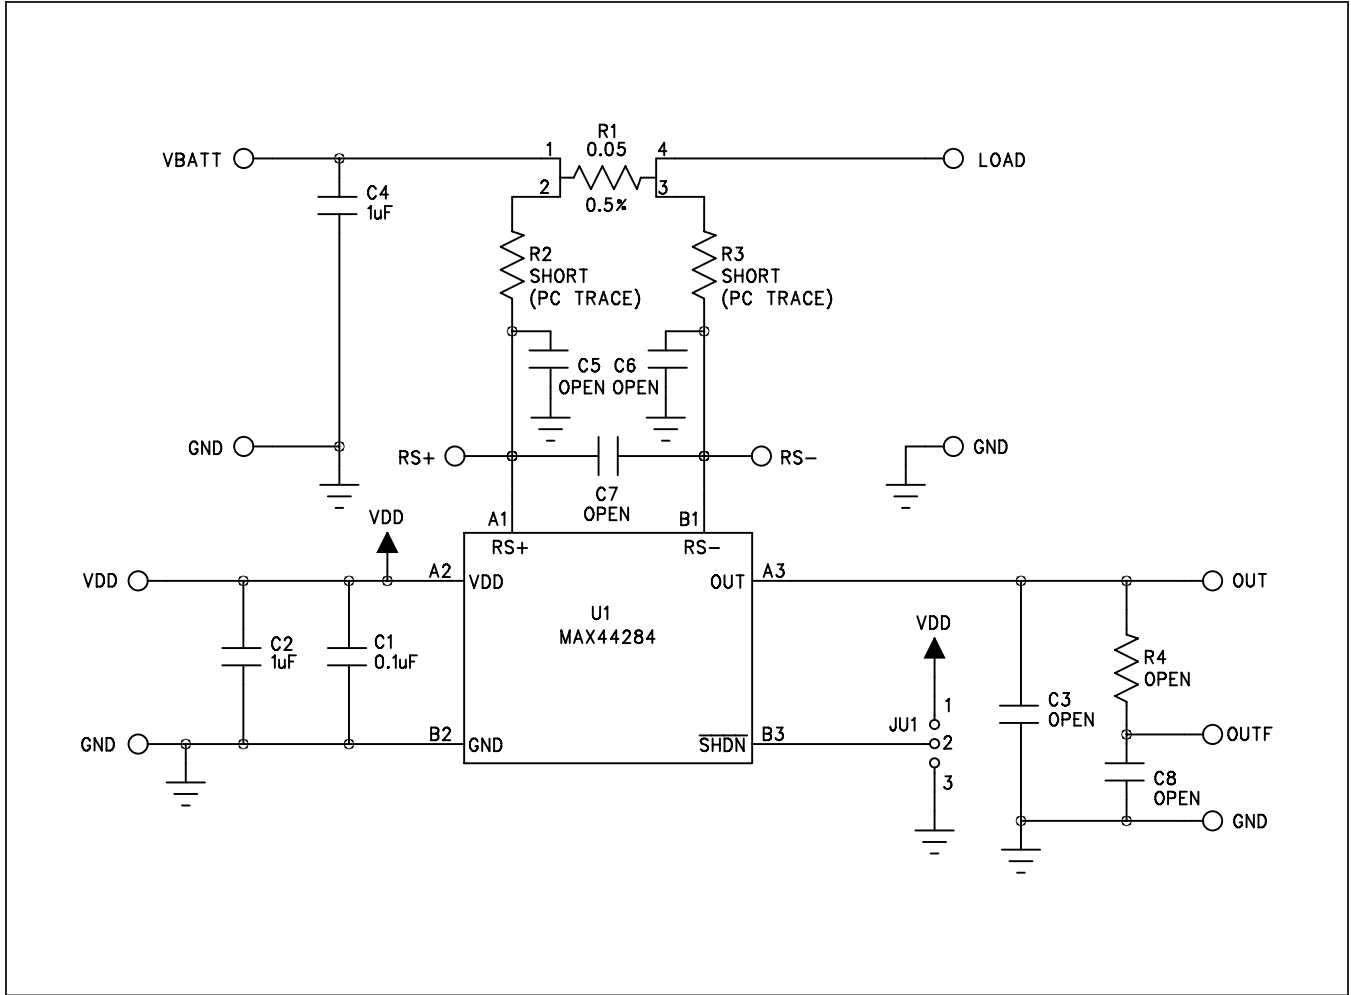 R1
0.05
1
4
VBATT
LOAD
2
3
0.5%
C4
1uF
R2
SHORT
(PC TRACE)
R3
SHORT
(PC TRACE)
C5
OPEN
C6
OPEN
GND
RS+
RS-
GND
C7
OPEN
A1
B1
VDD
RS+
RS-
VDD
A2
VDD
OUT
A3
OUT
U1
MAX44284
C2
1uF
C1
0.1uF
VDD
R4
OPEN
C3
OPEN
1
JU1
2
3
GND
B2
GND
SHDN
B3
OUTF
C8
OPEN
GND